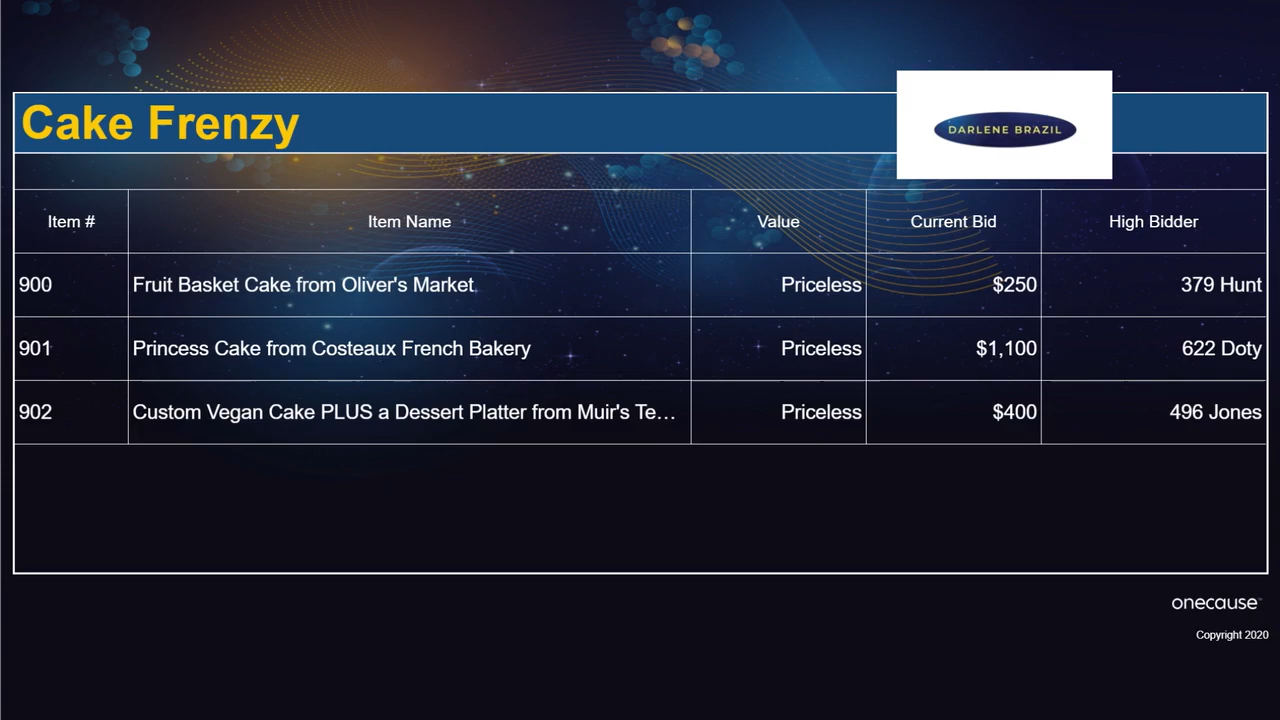 Cake Frenzy
DARLENE BRAZIL
Item # Item Name Value Current Bid High Bidder
900 Fruit Basket Cake from Oliver's Market Priceless $250 379 Hunt
901 Princess Cake from Costeaux French Bakery Priceless $1,100 622 Doty
902 Custom Vegan Cake PLUS a Dessert Platter from Muir's Te… Priceless $400 496 Jones
onecause™
Copyright 2020